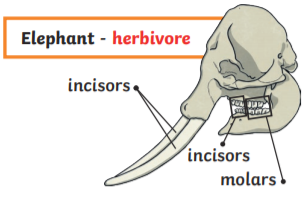 Elephant - herbivore
incisors
incisors
molars